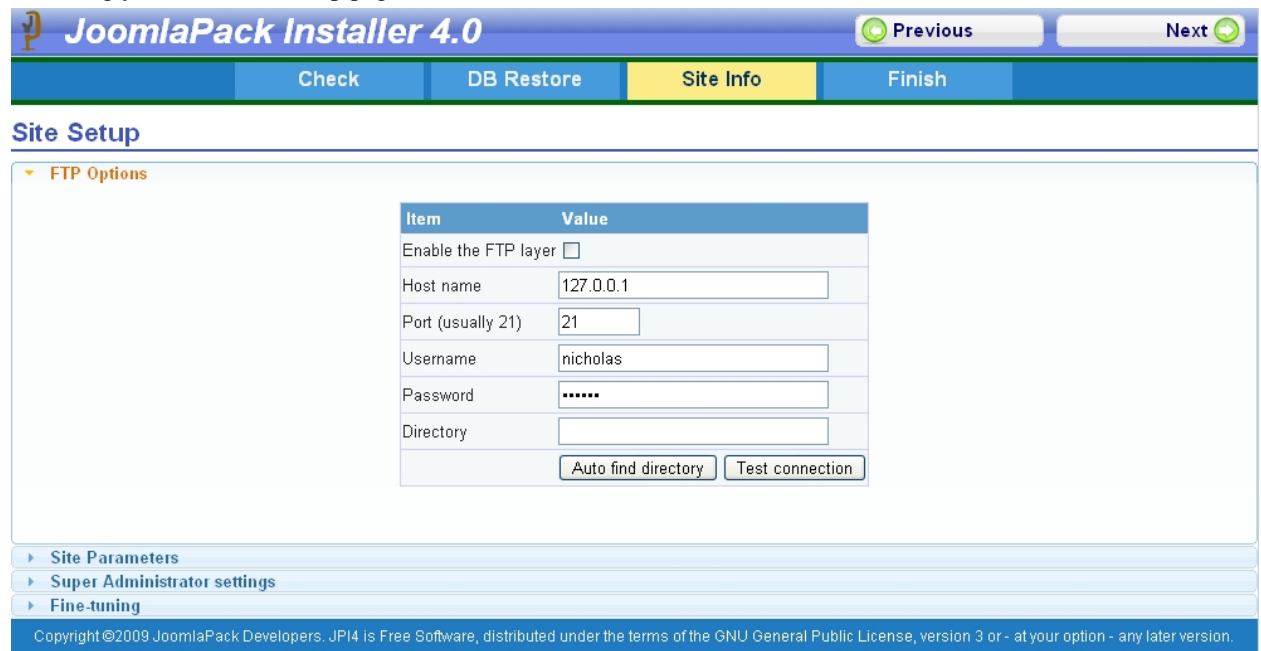 JoomlaPack Installer 4.0 Previous Next
Check DB Restore Site Info Finish
Site Setup
FTP Options
Item Value
Enable the FTP layer
Host name 127.0.0.1
Port (usually 21) 21
Username nicholas
Password ••••••
Directory
Auto find directory Test connection
Site Parameters
Super Administrator settings
Fine-tuning
Copyright ©2009 JoomlaPack Developers. JPI4 is Free Software, distributed under the terms of the GNU General Public License, version 3 or - at your option - any later version.